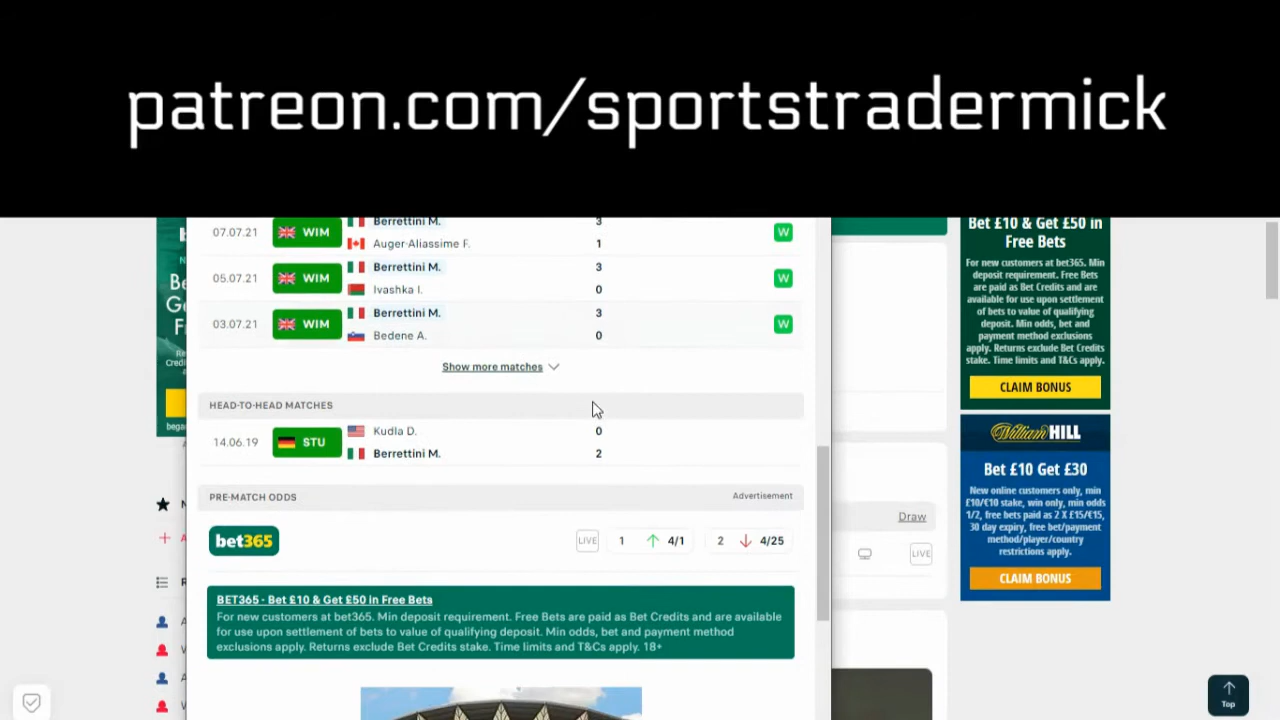 patreon.com/sportstradermick
Berrettini M. 3
07.07.21 WIM W
Auger-Aliassime F. 1
Berrettini M. 3
05.07.21 WIM W
Ivashka I. 0
Berrettini M. 3
03.07.21 WIM W
Bedene A. 0
Show more matches
HEAD-TO-HEAD MATCHES
Kudla D. 0
14.06.19 STU
Berrettini M. 2
PRE-MATCH ODDS Advertisement
bet365 LIVE 1 4/1 2 4/25
BET365 - Bet £10 & Get £50 in Free Bets
For new customers at bet365. Min deposit requirement. Free Bets are paid as Bet Credits and are available
for use upon settlement of bets to value of qualifying deposit. Min odds, bet and payment method
exclusions apply. Returns exclude Bet Credits stake. Time limits and T&Cs apply. 18+
Draw
LIVE
Bet £10 & Get £50 in
Free Bets
For new customers at bet365. Min
deposit requirement. Free Bets
are paid as Bet Credits and are
available for use upon settlement
of bets to value of qualifying
deposit. Min odds, bet and
payment method exclusions
apply. Returns exclude Bet Credits
stake. Time limits and T&Cs apply.
CLAIM BONUS
William HILL
Bet £10 Get £30
New online customers only, min
£10/€10 stake, win only, min odds
1/2, free bets paid as 2 X £15/€15,
30 day expiry, free bet/payment
method/player/country
restrictions apply.
CLAIM BONUS
Top